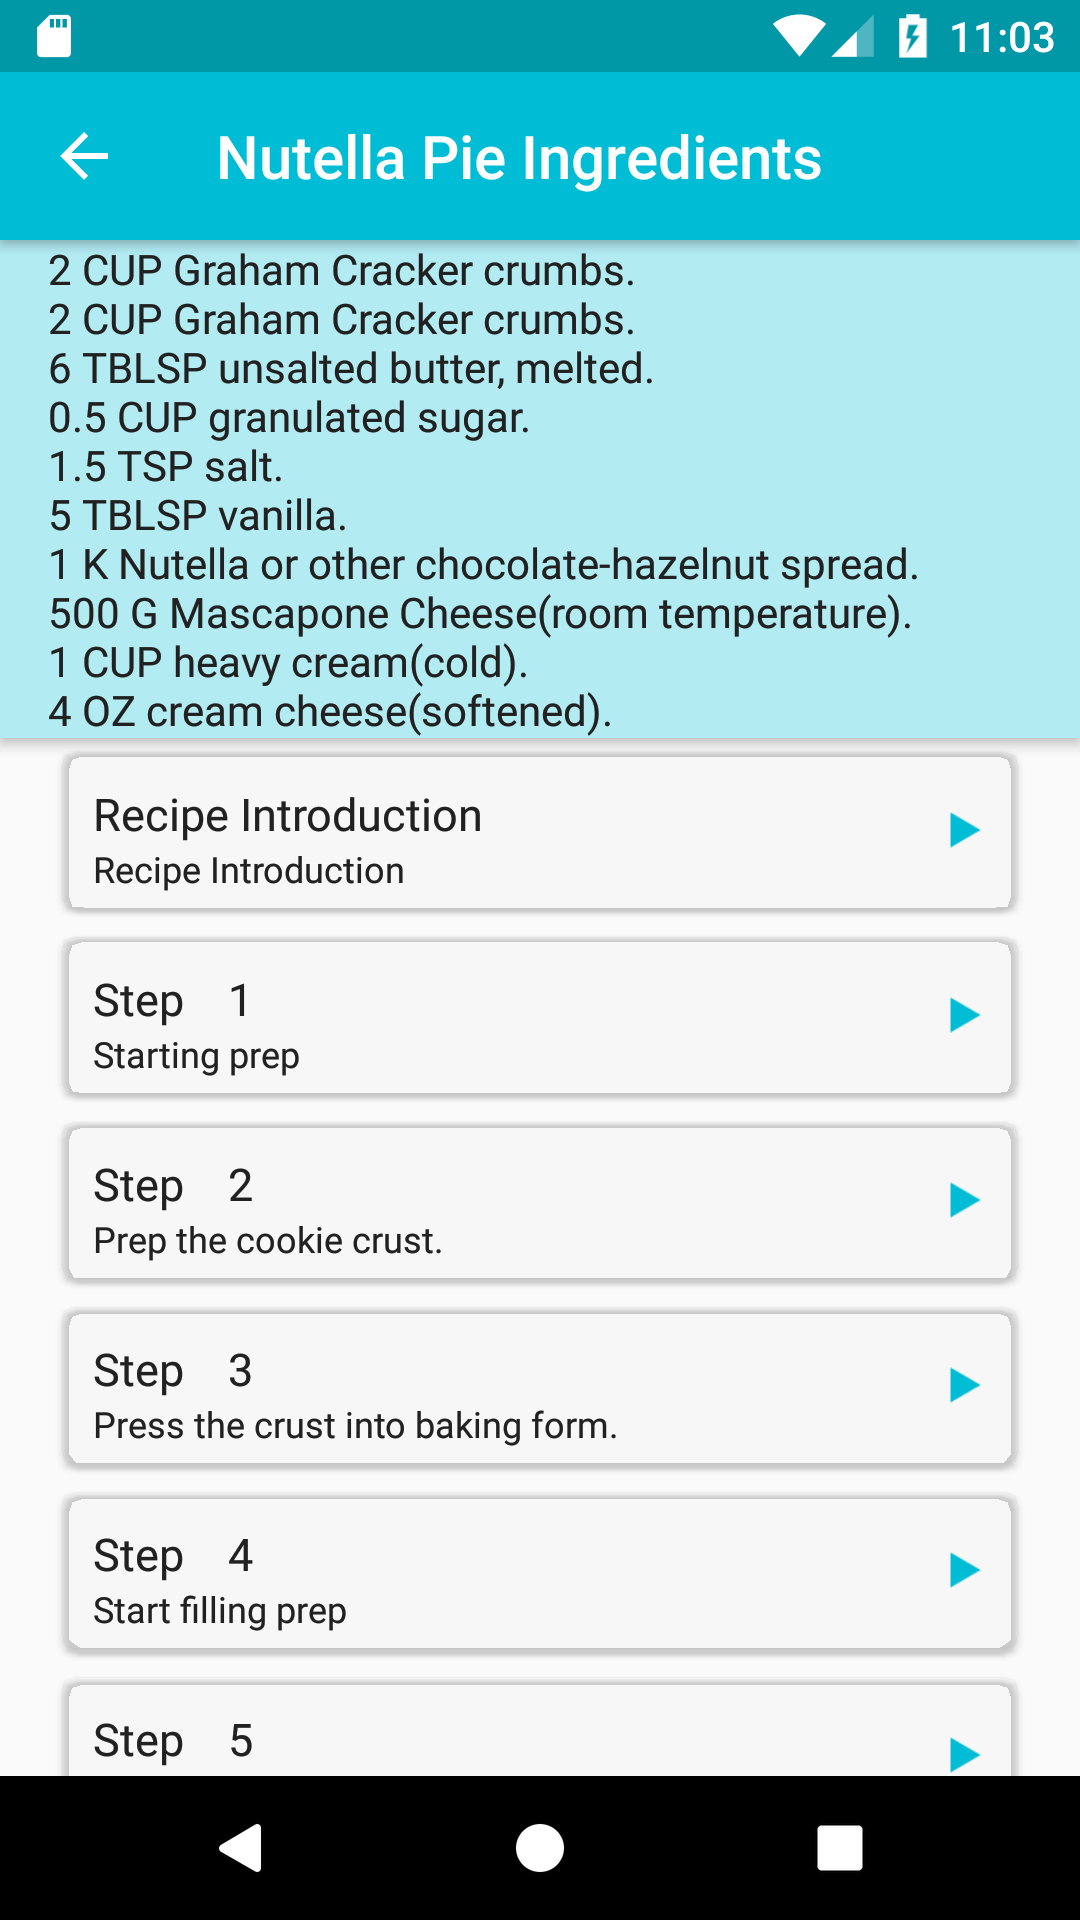 11:03
Nutella Pie Ingredients
2 CUP Graham Cracker crumbs.
2 CUP Graham Cracker crumbs.
6 TBLSP unsalted butter, melted.
0.5 CUP granulated sugar.
1.5 TSP salt.
5 TBLSP vanilla.
1 K Nutella or other chocolate-hazelnut spread.
500 G Mascapone Cheese(room temperature).
1 CUP heavy cream(cold).
4 OZ cream cheese(softened).
Recipe Introduction
Recipe Introduction
Step 1
Starting prep
Step 2
Prep the cookie crust.
Step 3
Press the crust into baking form.
Step 4
Start filling prep
Step 5